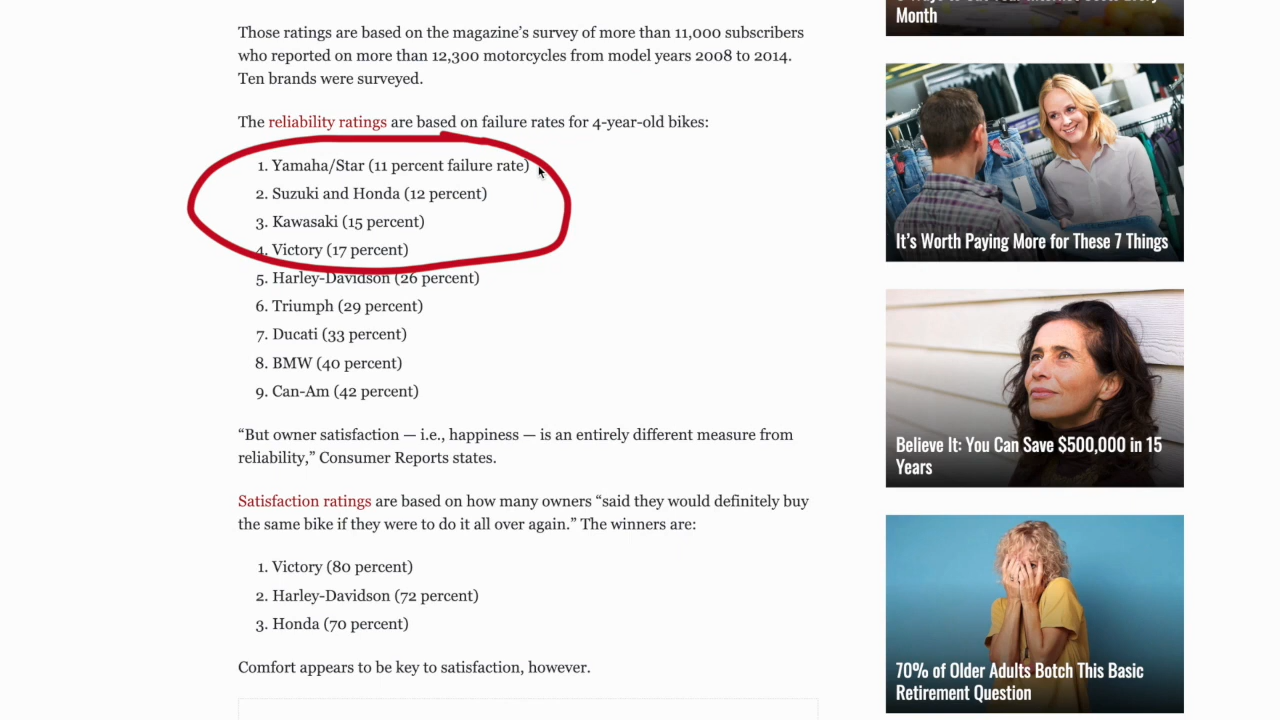 Those ratings are based on the magazine’s survey of more than 11,000 subscribers
who reported on more than 12,300 motorcycles from model years 2008 to 2014.
Ten brands were surveyed.
The reliability ratings are based on failure rates for 4-year-old bikes:
1. Yamaha/Star (11 percent failure rate)
2. Suzuki and Honda (12 percent)
3. Kawasaki (15 percent)
4. Victory (17 percent)
5. Harley-Davidson (26 percent)
6. Triumph (29 percent)
7. Ducati (33 percent)
8. BMW (40 percent)
9. Can-Am (42 percent)
“But owner satisfaction — i.e., happiness — is an entirely different measure from
reliability,” Consumer Reports states.
Satisfaction ratings are based on how many owners “said they would definitely buy
the same bike if they were to do it all over again.” The winners are:
1. Victory (80 percent)
2. Harley-Davidson (72 percent)
3. Honda (70 percent)
Comfort appears to be key to satisfaction, however.
Month
It’s Worth Paying More for These 7 Things
Believe It: You Can Save $500,000 in 15
Years
70% of Older Adults Botch This Basic
Retirement Question